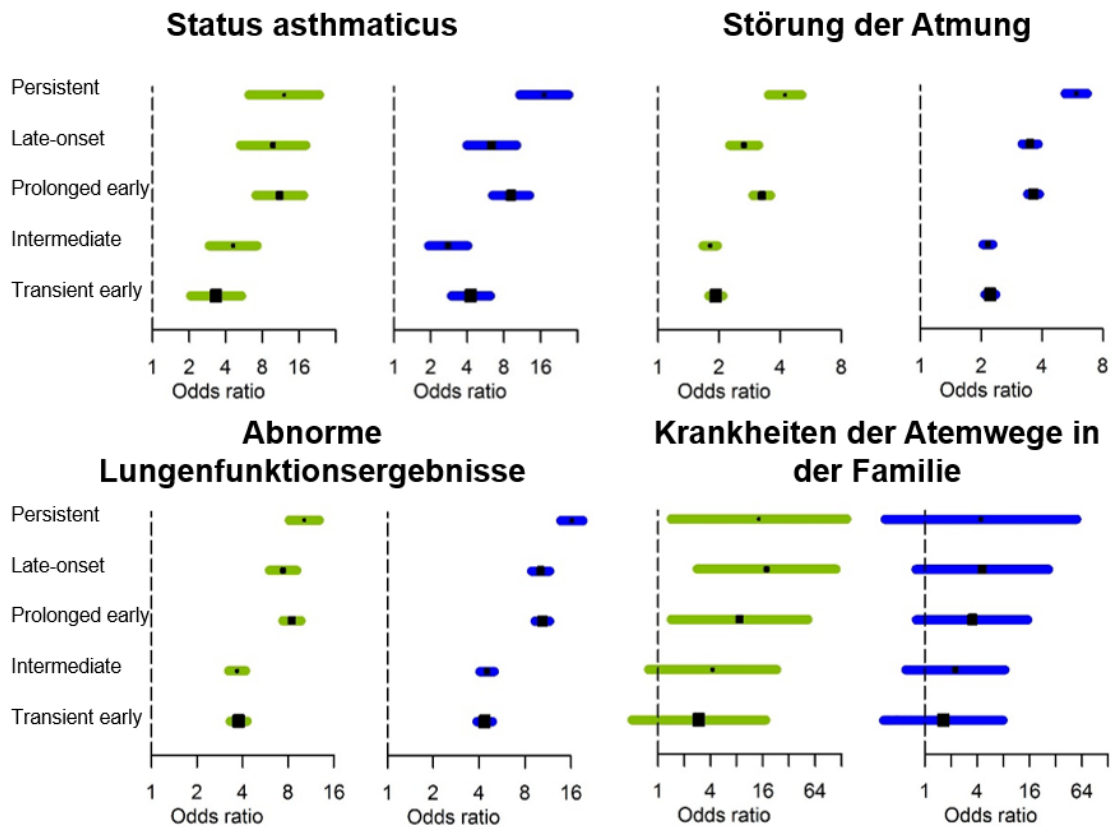 Status asthmaticus
Störung der Atmung
Persistent
Late-onset
Prolonged early
Intermediate
Transient early
1 2 4 8 16
Odds ratio
1 2 4 8 16
Odds ratio
1 2 4 8
Odds ratio
1 2 4 8
Odds ratio
Abnorme
Lungenfunktionsergebnisse
Krankheiten der Atemwege in
der Familie
Persistent
Late-onset
Prolonged early
Intermediate
Transient early
1 2 4 8 16
Odds ratio
1 2 4 8 16
Odds ratio
1 4 16 64
Odds ratio
1 4 16 64
Odds ratio